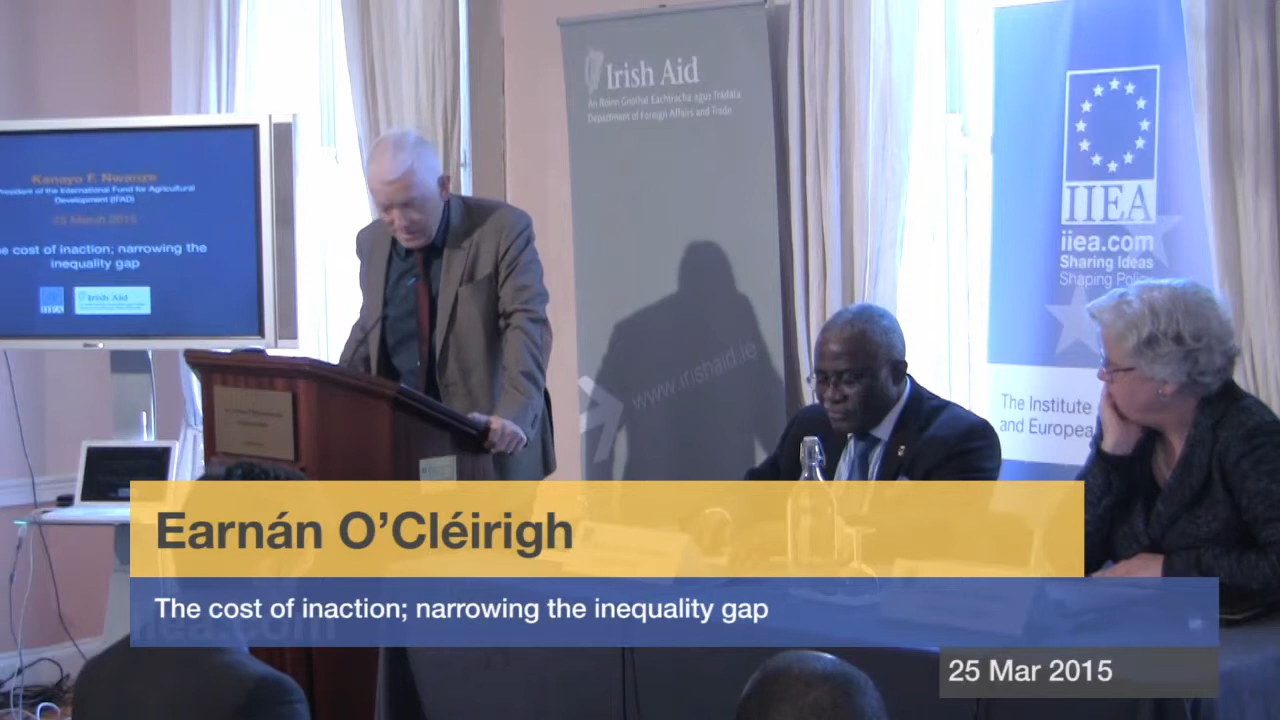 Kanayo F. Nwanze
President of the International Fund for Agricultural
Development (IFAD)
25 March 2015
cost of inaction; narrowing the
inequality gap
IIEA
Irish Aid
Irish Aid
An Roinn Gnóthaí Eachtracha agus Trádála
Department of Foreign Affairs and Trade
www.irishaid.ie
IIEA
iiea.com
Sharing Ideas
Shaping
The Institute
and
Earnán O'Cléirigh
The cost of inaction; narrowing the inequality gap
iiea.com
25 Mar 2015